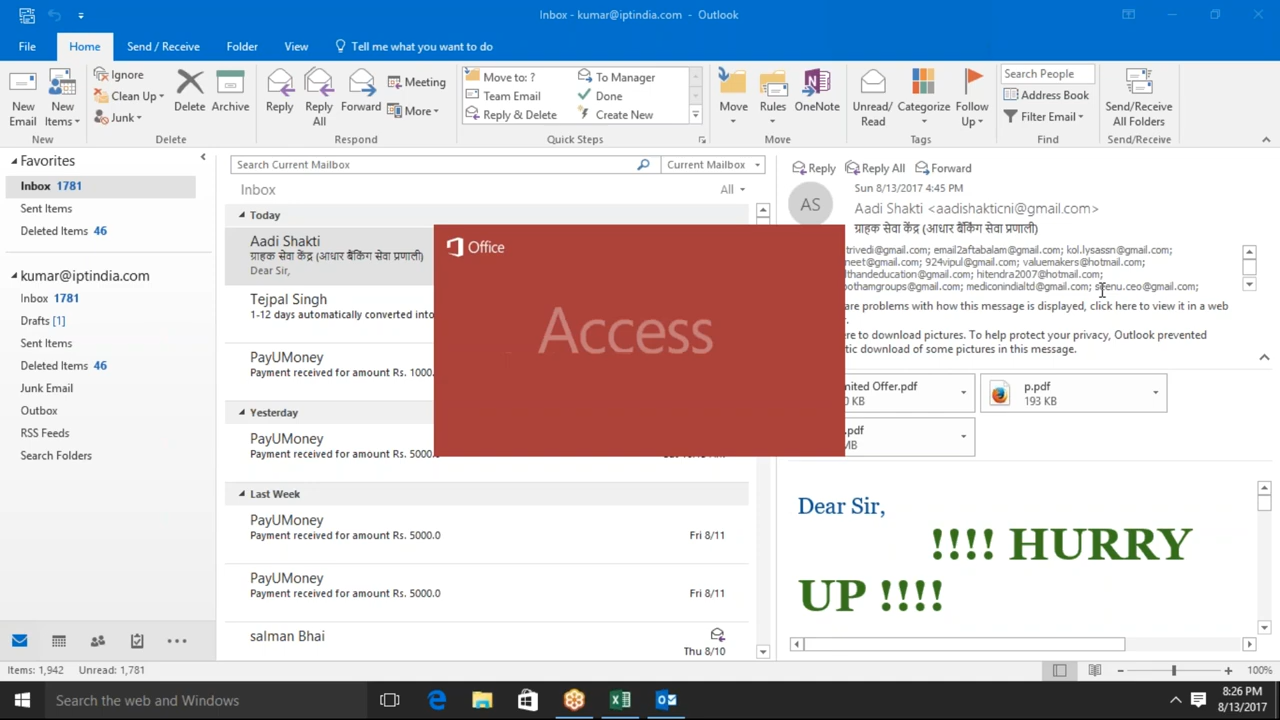 Inbox - kumar@iptindia.com - Outlook
File
Home
Send / Receive
Folder
View
Tell me what you want to do
New
Email
New
Items
New
Ignore
Clean Up
Junk
Delete
Archive
Delete
Reply
Reply
All
Forward
Meeting
More
Respond
Move to: ?
Team Email
Reply & Delete
To Manager
Done
Create New
Quick Steps
Move
Rules
OneNote
Move
Unread/
Read
Categorize
Follow
Up
Tags
Search People
Address Book
Filter Email
Find
Send/Receive
All Folders
Send/Receive
Favorites
Inbox 1781
Sent Items
Deleted Items 46
kumar@iptindia.com
Inbox 1781
Drafts [1]
Sent Items
Deleted Items 46
Junk Email
Outbox
RSS Feeds
Search Folders
Search Current Mailbox
Current Mailbox
Inbox
All
Today
Aadi Shakti
ग्राहक सेवा केंद्र (आधार बैंकिंग सेवा प्रणाली)
Dear Sir,
Tejpal Singh
1-12 days automatically converted into
PayUMoney
Payment received for amount Rs. 1000.
Yesterday
PayUMoney
Payment received for amount Rs. 5000.
Last Week
PayUMoney
Payment received for amount Rs. 5000.0
Fri 8/11
PayUMoney
Payment received for amount Rs. 5000.0
Fri 8/11
salman Bhai
Thu 8/10
Office
Access
Reply
Reply All
Forward
Sun 8/13/2017 4:45 PM
AS
Aadi Shakti <aadishakticni@gmail.com>
ग्राहक सेवा केंद्र (आधार बैंकिंग सेवा प्रणाली)
trivedi@gmail.com; email2aftabalam@gmail.com; kol.lysassn@gmail.com;
neet@gmail.com; 924vipul@gmail.com; valuemakers@hotmail.com;
lthandeducation@gmail.com; hitendra2007@hotmail.com;
othamgroups@gmail.com; mediconindialtd@gmail.com; seenu.ceo@gmail.com;
are problems with how this message is displayed, click here to view it in a web
re to download pictures. To help protect your privacy, Outlook prevented
tic download of some pictures in this message.
mited Offer.pdf
0 KB
p.pdf
193 KB
.pdf
MB
Dear Sir,
!!!! HURRY
UP !!!!
Items: 1,942 Unread: 1,781
100%
Search the web and Windows
8:26 PM
8/13/2017